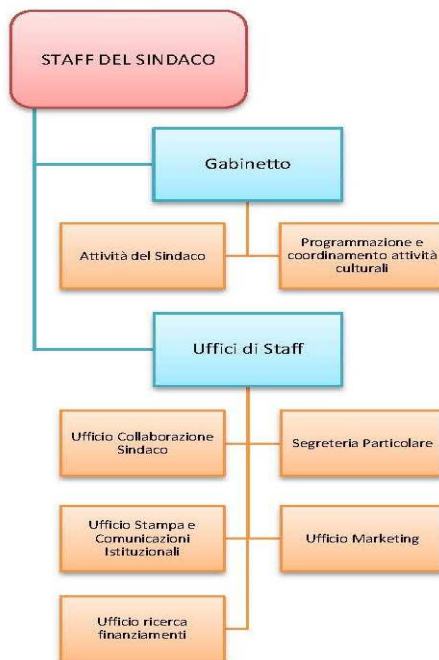 STAFF DEL SINDACO
Gabinetto
Attività del Sindaco
Programmazione e
coordinamento attività
culturali
Uffici di Staff
Ufficio Collaborazione
Sindaco
Segreteria Particolare
Ufficio Stampa e
Comunicazioni
Istituzionali
Ufficio Marketing
Ufficio ricerca
finanziamenti